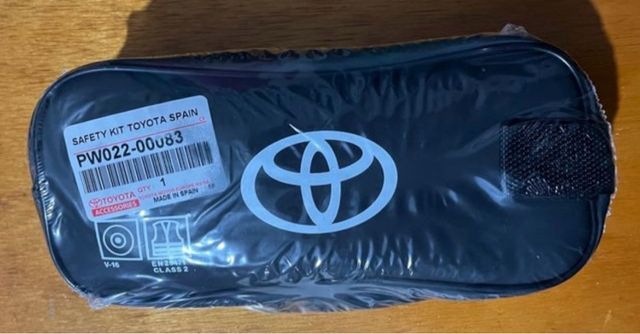 SAFETY KIT TOYOTA SPAIN
PW022-00083
TOYOTA
ACCESSORIES
QTY
1
MADE IN SPAIN
V-16
CLASS 2